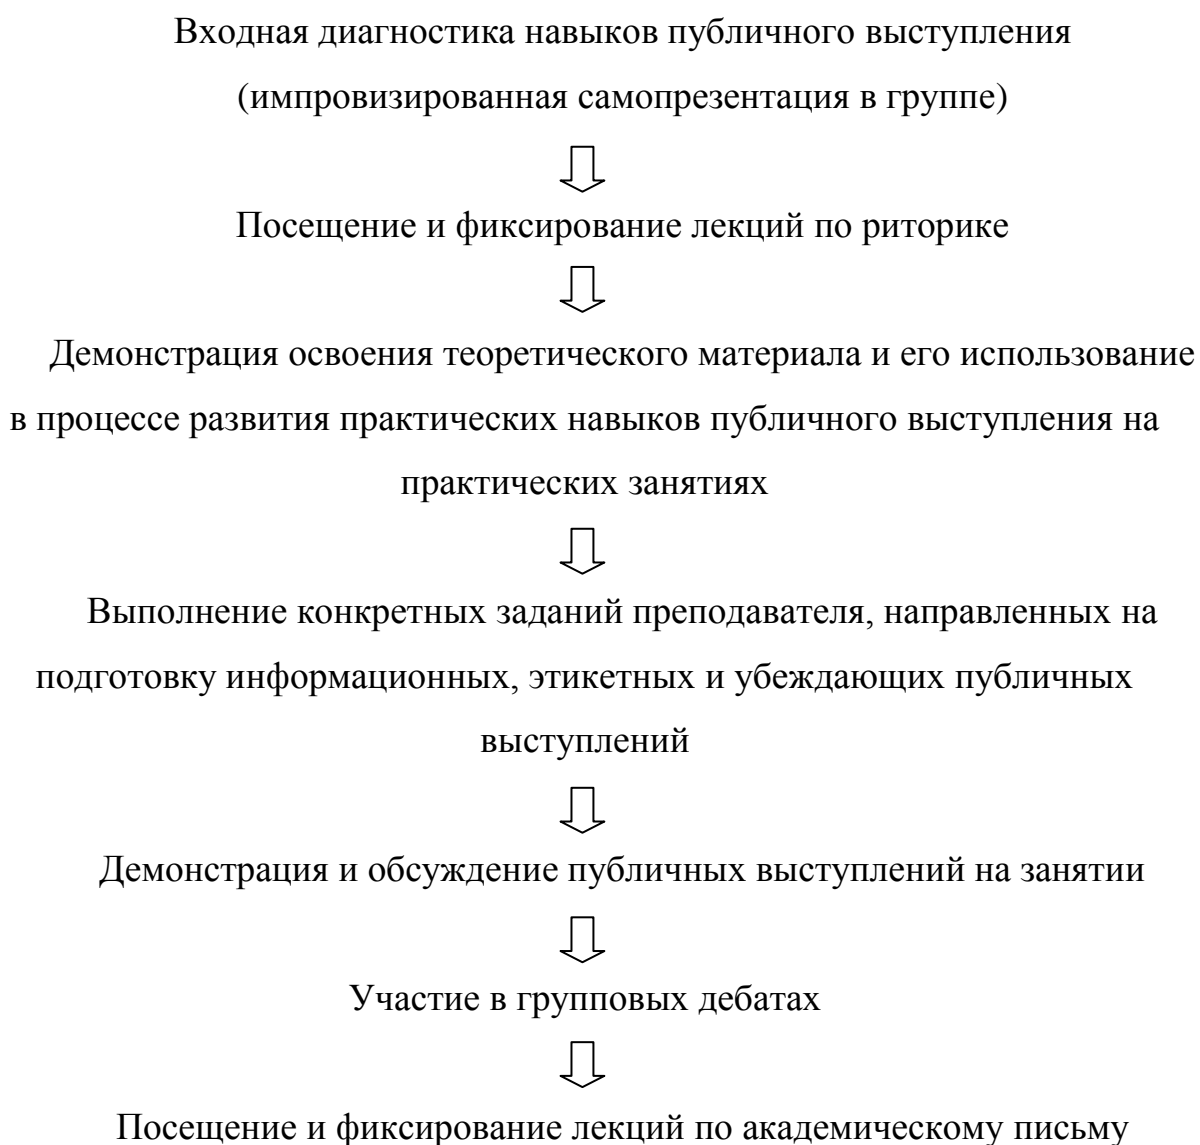 Входная диагностика навыков публичного выступления
(импровизированная самопрезентация в группе)
Посещение и фиксирование лекций по риторике
Демонстрация освоения теоретического материала и его использование
в процессе развития практических навыков публичного выступления на
практических занятиях
Выполнение конкретных заданий преподавателя, направленных на
подготовку информационных, этикетных и убеждающих публичных
выступлений
Демонстрация и обсуждение публичных выступлений на занятии
Участие в групповых дебатах
Посещение и фиксирование лекций по академическому письму